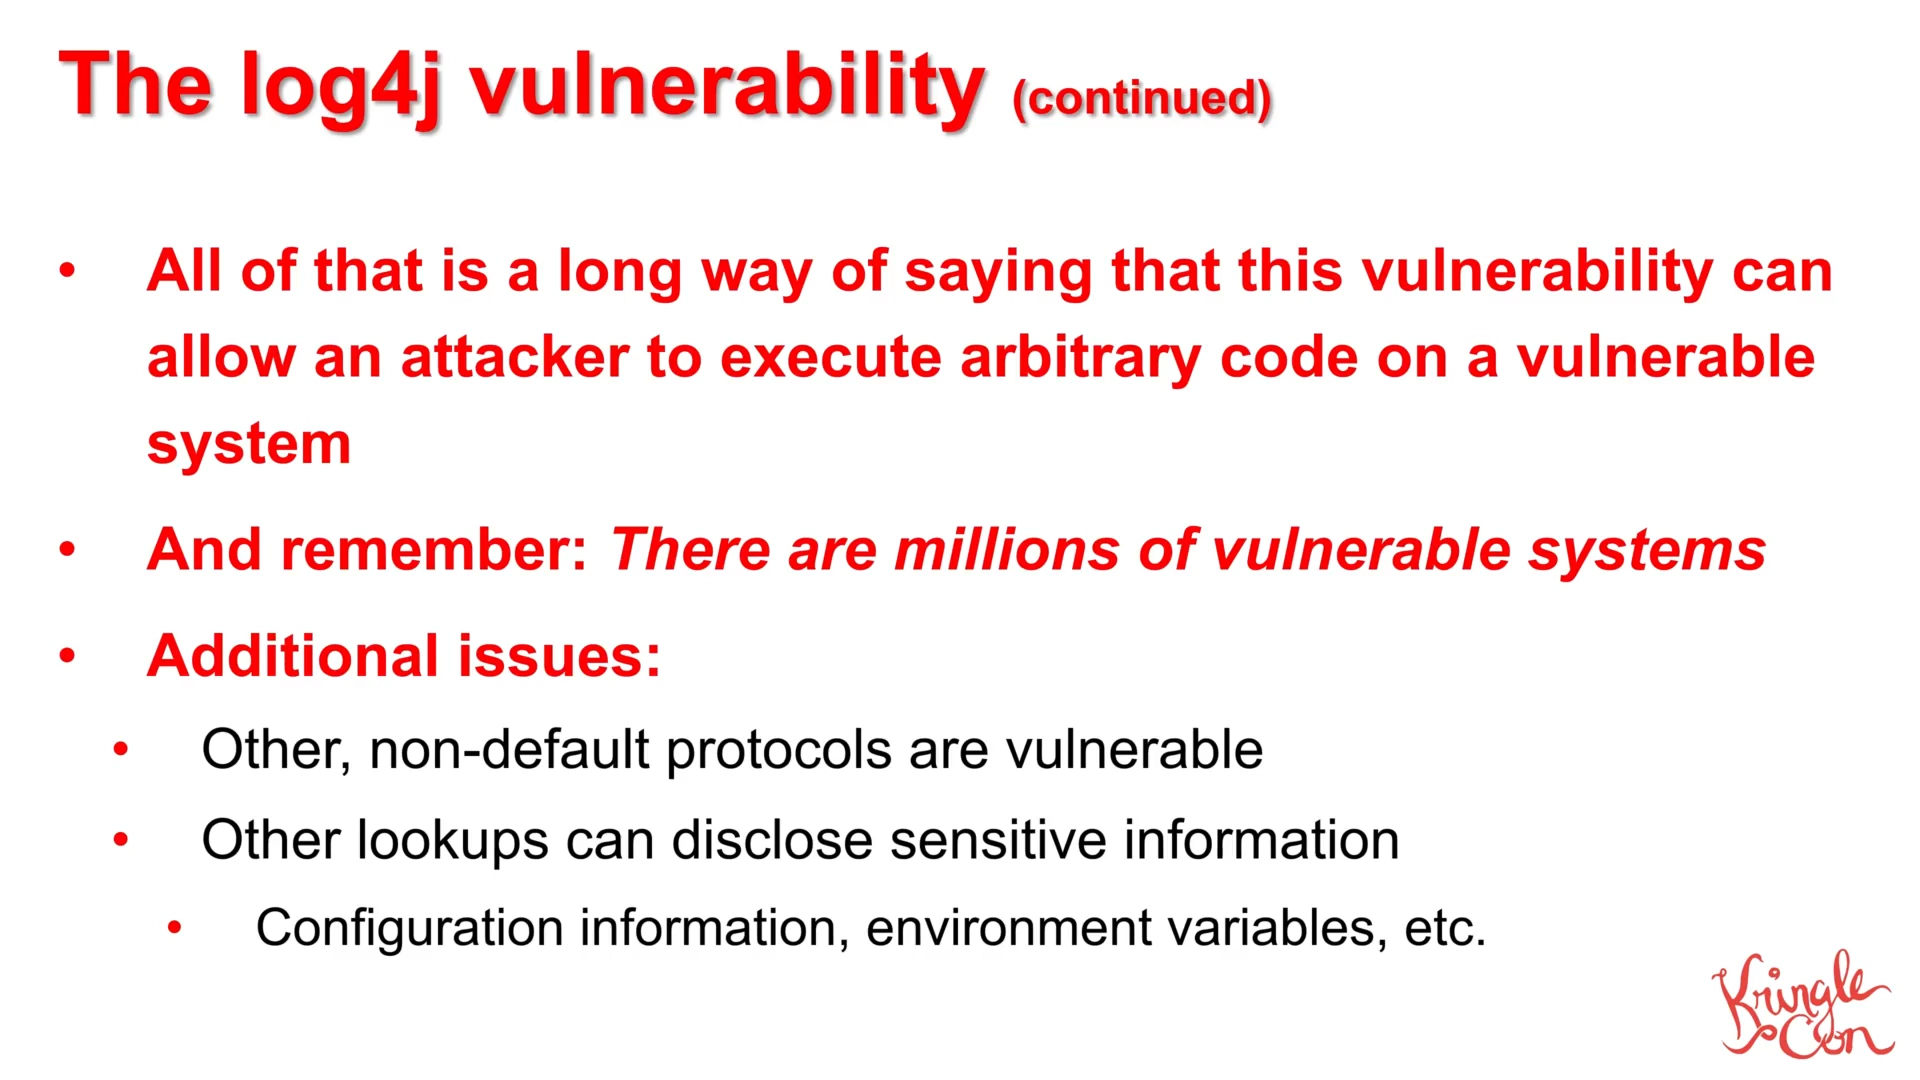 The log4j vulnerability (continued)
• All of that is a long way of saying that this vulnerability can
allow an attacker to execute arbitrary code on a vulnerable
system
• And remember: There are millions of vulnerable systems
• Additional issues:
• Other, non-default protocols are vulnerable
• Other lookups can disclose sensitive information
• Configuration information, environment variables, etc.
Kringle
Con